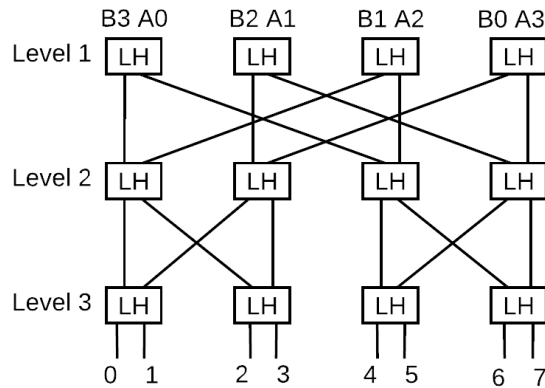 B3 A0 B2 A1 B1 A2 B0 A3
Level 1 LH LH LH LH
Level 2 LH LH LH LH
Level 3 LH LH LH LH
0 1 2 3 4 5 6 7